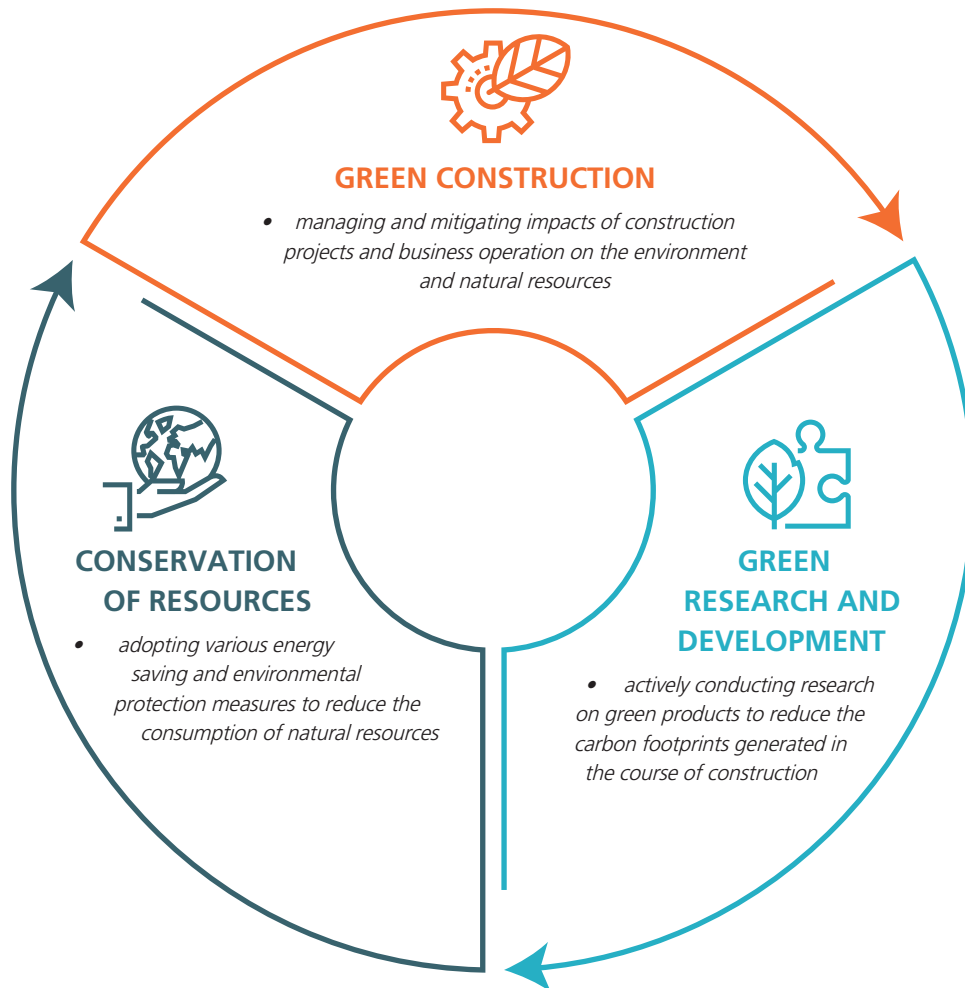 GREEN CONSTRUCTION
• managing and mitigating impacts of construction
projects and business operation on the environment
and natural resources
GREEN
RESEARCH AND
DEVELOPMENT
• actively conducting research
on green products to reduce the
carbon footprints generated in
the course of construction
CONSERVATION
OF RESOURCES
• adopting various energy
saving and environmental
protection measures to reduce the
consumption of natural resources